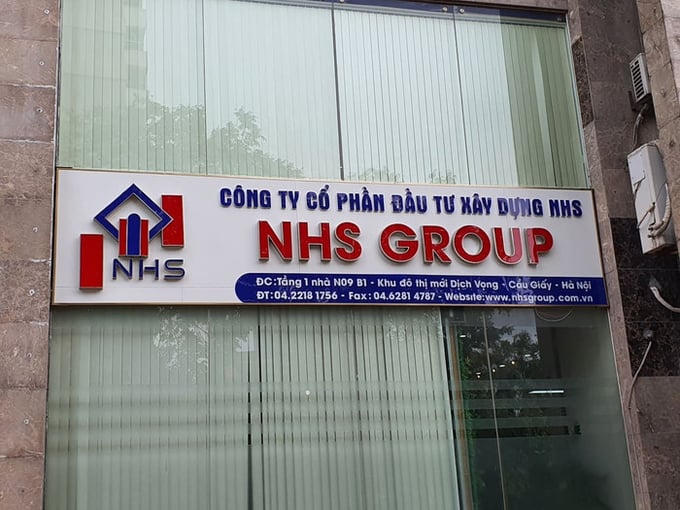 CÔNG TY CỔ PHẦN ĐẦU TƯ XÂY DỰNG NHS
NHS GROUP
NHS
ĐC:Tầng 1 nhà N09 B1 - Khu đô thị mới Dịch Vọng - Cầu Giấy - Hà Nội
ĐT:04.2218 1756 - Fax:04.6281 4787 - Website:www.nhsgroup.com.vn